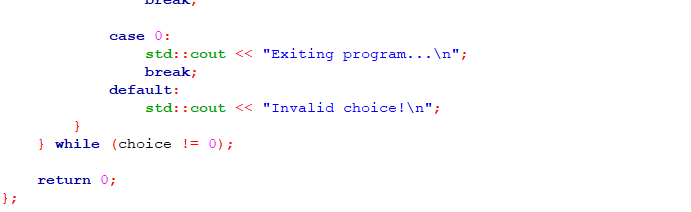 break;
case 0:
std::cout << "Exiting program...\n";
break;
default:
std::cout << "Invalid choice!\n";
}
} while (choice != 0);
return 0;
};